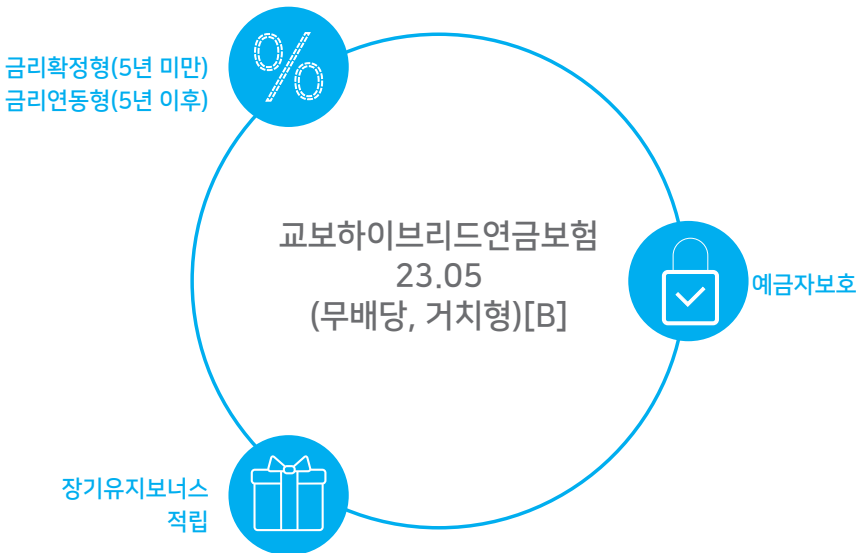 금리확정형(5년 미만)
금리연동형(5년 이후)
%
교보하이브리드연금보험
23.05
(무배당, 거치형)[B]
예금자보호
장기유지보너스
적립